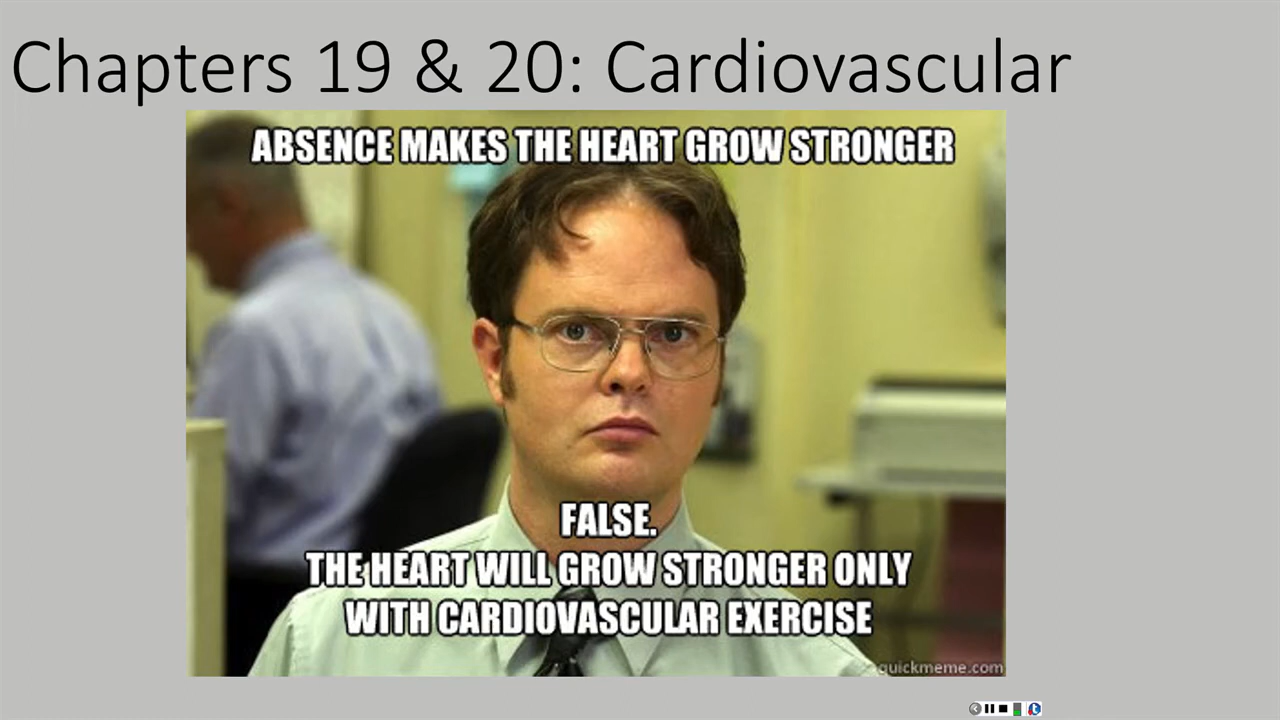 Chapters 19 & 20: Cardiovascular
ABSENCE MAKES THE HEART GROW STRONGER
FALSE.
THE HEART WILL GROW STRONGER ONLY
WITH CARDIOVASCULAR EXERCISE
quickmeme.com